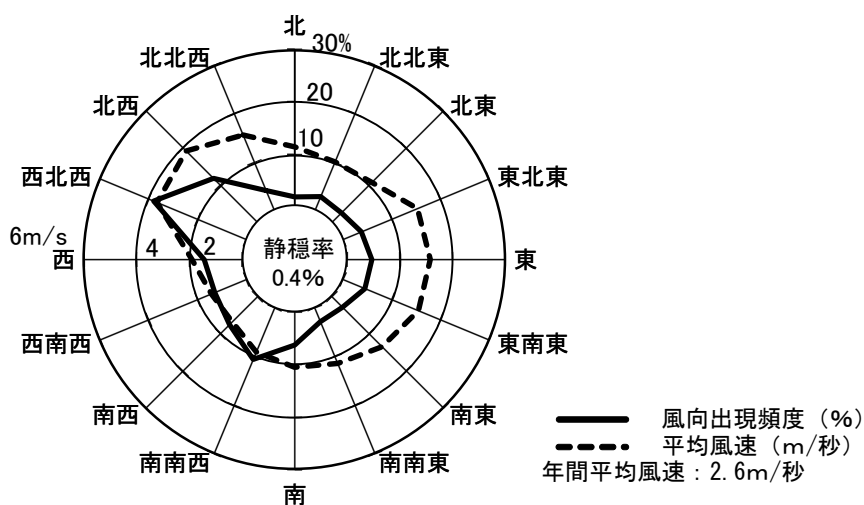 北
30%
北北西
北北東
北西
20
北東
10
西北西
東北東
6m/s
西
4
2
静穏率
0.4%
東
西南西
東南東
南西
南東
南南西
南南東
南
風向出現頻度（%）
平均風速（m/秒）
年間平均風速：2.6m/秒